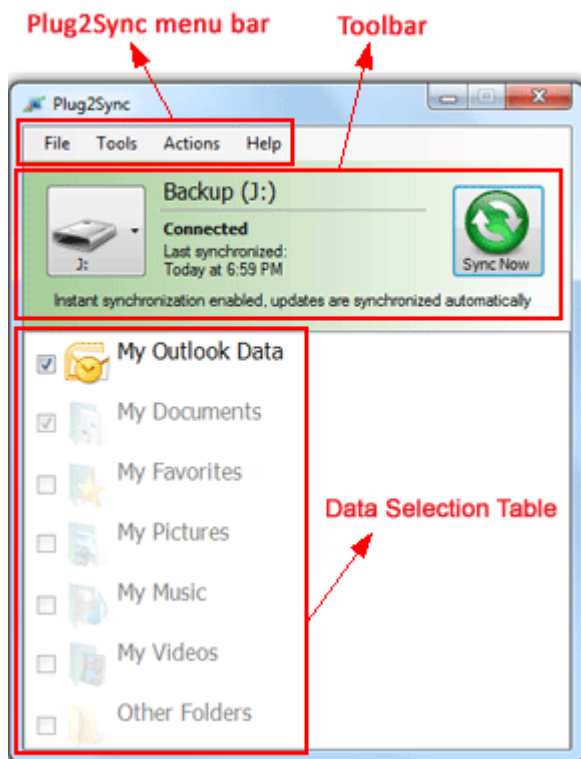 Plug2Sync menu bar
Toolbar
Plug2Sync
File Tools Actions Help
Backup (J:)
Connected
Last synchronized:
Today at 6:59 PM
J:
Sync Now
Instant synchronization enabled, updates are synchronized automatically
My Outlook Data
My Documents
My Favorites
My Pictures
Data Selection Table
My Music
My Videos
Other Folders